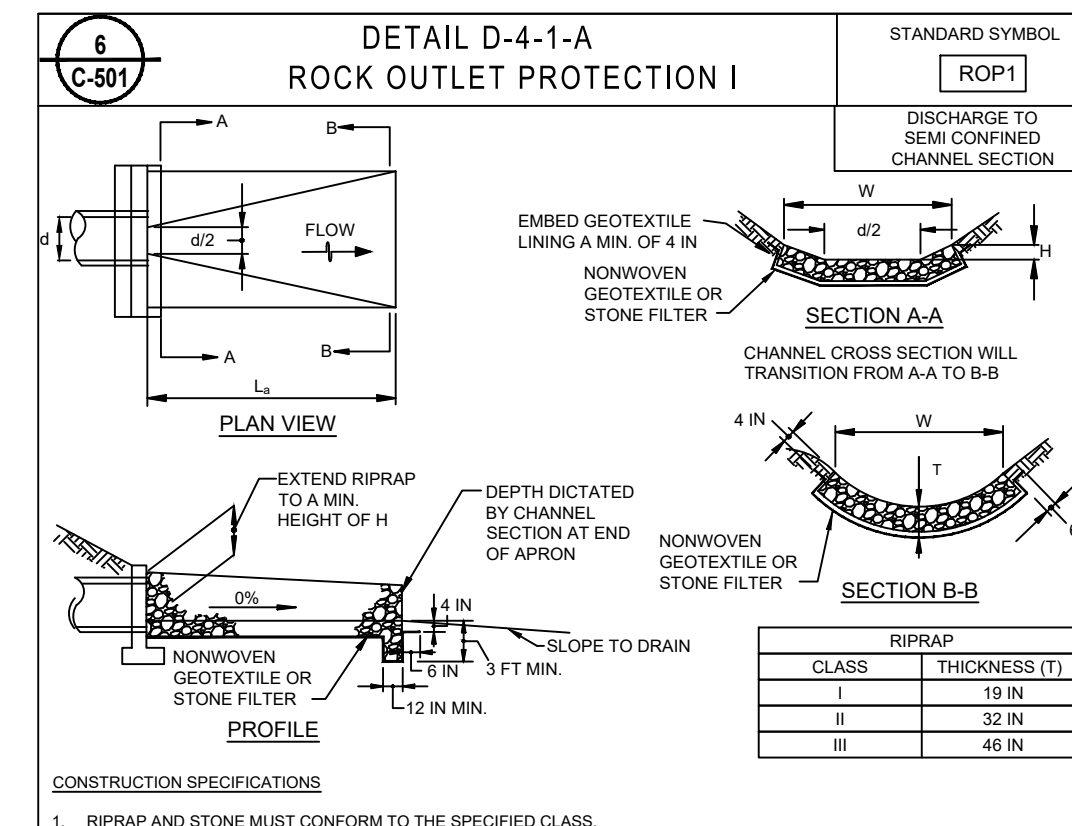 6
C-501
DETAIL D-4-1-A
ROCK OUTLET PROTECTION I
STANDARD SYMBOL
ROP1
DISCHARGE TO
SEMI CONFINED
CHANNEL SECTION
A
B
d
d/2
FLOW
A
B
La
PLAN VIEW
W
EMBED GEOTEXTILE
LINING A MIN. OF 4 IN
d/2
H
NONWOVEN
GEOTEXTILE OR
STONE FILTER
SECTION A-A
CHANNEL CROSS SECTION WILL
TRANSITION FROM A-A TO B-B
4 IN
W
T
6
NONWOVEN
GEOTEXTILE OR
STONE FILTER
SECTION B-B
EXTEND RIPRAP
TO A MIN.
HEIGHT OF H
DEPTH DICTATED
BY CHANNEL
SECTION AT END
OF APRON
0%
4 IN
SLOPE TO DRAIN
3 FT MIN.
6 IN
12 IN MIN.
NONWOVEN
GEOTEXTILE OR
STONE FILTER
PROFILE
RIPRAP
CLASS THICKNESS (T)
I 19 IN
II 32 IN
III 46 IN
CONSTRUCTION SPECIFICATIONS
1. RIPRAP AND STONE MUST CONFORM TO THE SPECIFIED CLASS.